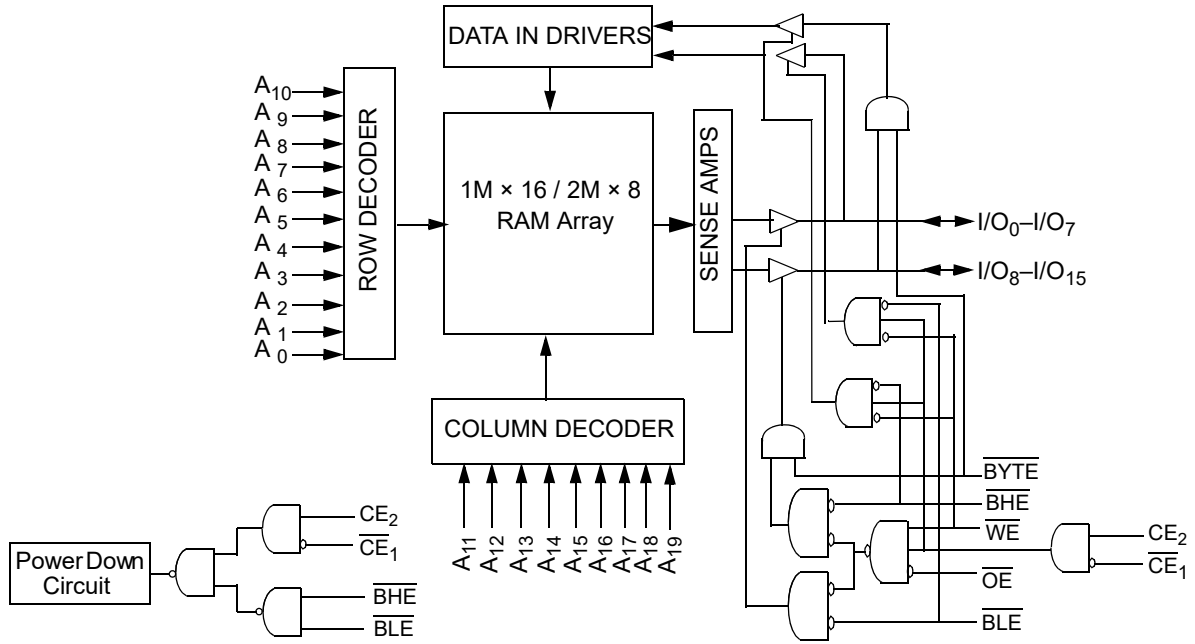 DATA IN DRIVERS
A10
A9
A8
A7
A6
A5
A4
A3
A2
A1
A0
ROW DECODER
1M × 16 / 2M × 8
RAM Array
SENSE AMPS
I/O0–I/O7
I/O8–I/O15
COLUMN DECODER
A11
A12
A13
A14
A15
A16
A17
A18
A19
BYTE
BHE
WE
CE2
CE1
OE
BLE
CE2
CE1
Power Down
Circuit
BHE
BLE